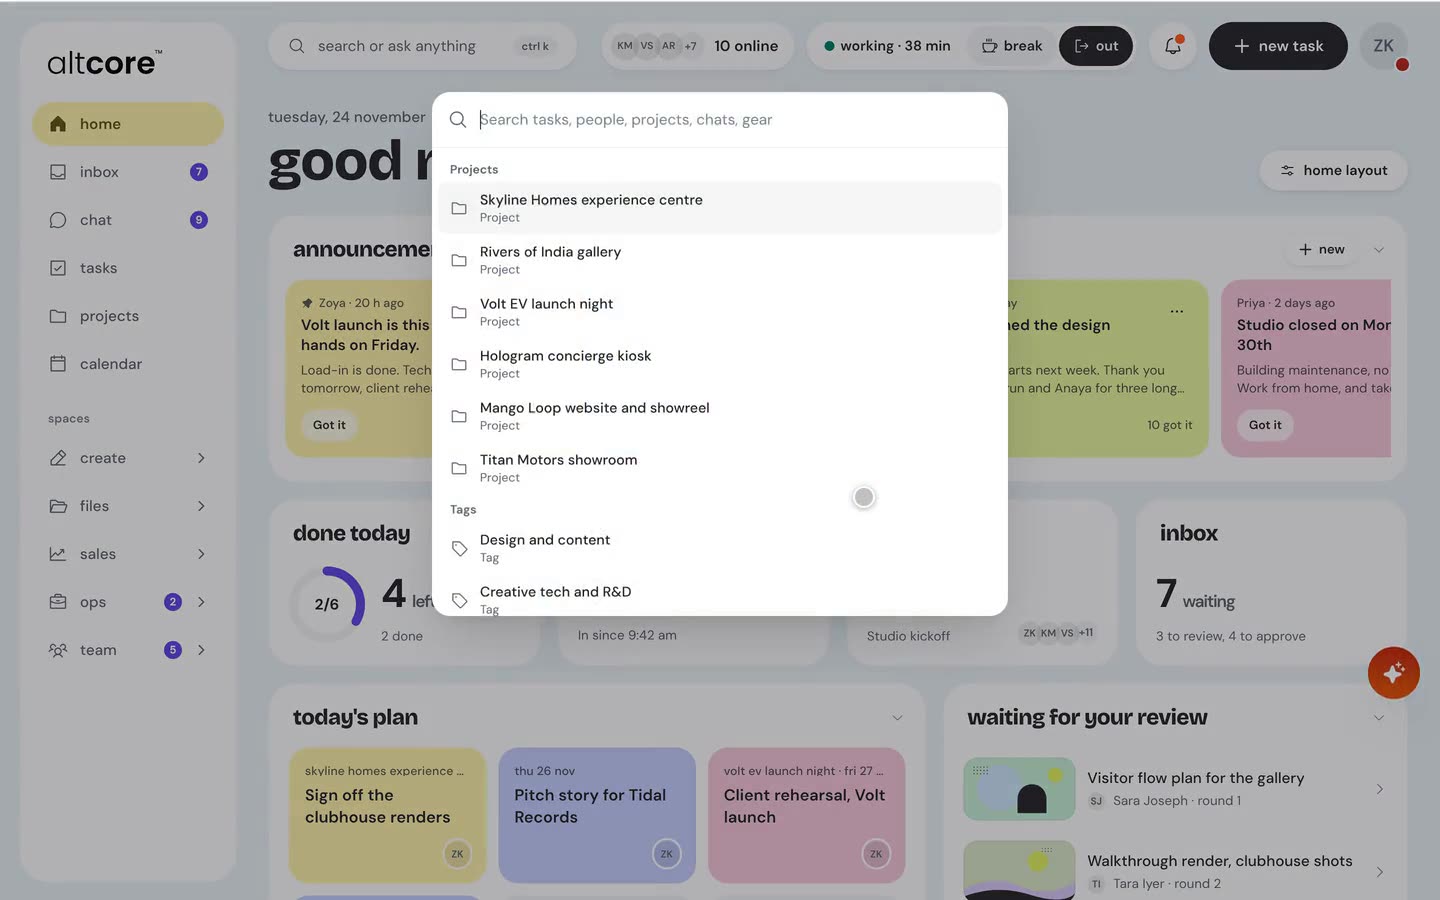 altcore™
home
inbox 7
chat 9
tasks
projects
calendar
spaces
create
files
sales
ops 2
team 5
search or ask anything ctrl k
KM VS AR +7 10 online
working · 38 min
break
out
new task
ZK
tuesday, 24 november
good
home layout
Search tasks, people, projects, chats, gear
Projects
Skyline Homes experience centre
Project
Rivers of India gallery
Project
Volt EV launch night
Project
Hologram concierge kiosk
Project
Mango Loop website and showreel
Project
Titan Motors showroom
Project
Tags
Design and content
Tag
Creative tech and R&D
Tag
new
Zoya · 20 h ago
Volt launch is this
hands on Friday.
Load-in is done. Tech
tomorrow, client
Got it
the design
next week. Thank you
and Anaya for three long...
10 got it
Priya · 2 days ago
Studio closed on
30th
Building maintenance, no
Work from home, and
Got it
done today
2/6
4
2 done
In since 9:42 am
Studio kickoff
ZK KM VS +11
inbox
7 waiting
3 to review, 4 to approve
today's plan
skyline homes experience ...
Sign off the
clubhouse renders
ZK
thu 26 nov
Pitch story for Tidal
Records
ZK
volt ev launch night · fri 27 ...
Client rehearsal, Volt
launch
ZK
waiting for your review
Visitor flow plan for the gallery
SJ Sara Joseph · round 1
Walkthrough render, clubhouse shots
TI Tara Iyer · round 2